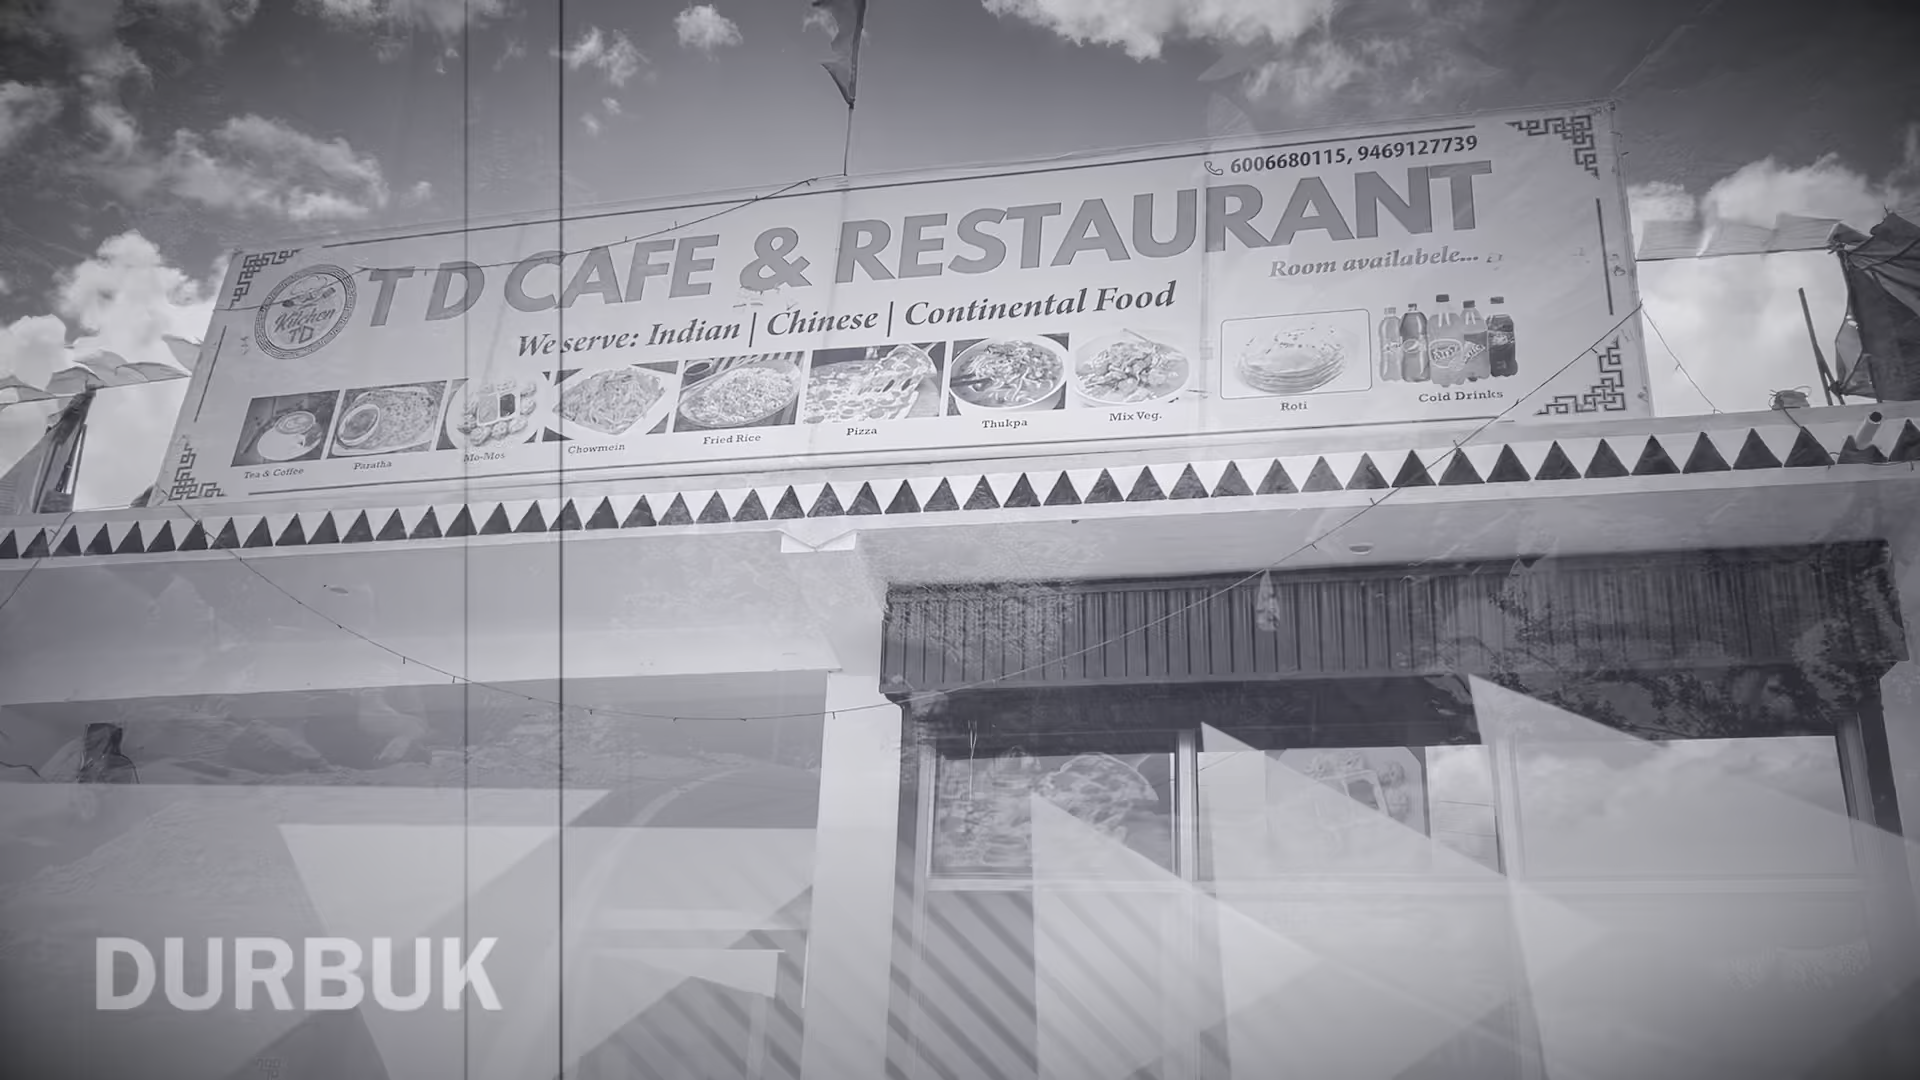 6006680115, 9469127739
T D CAFE & RESTAURANT
Room availabele...
Kitchen
TD
We serve: Indian | Chinese | Continental Food
Tea & Coffee
Paratha
Mo-Mos
Chowmein
Fried Rice
Pizza
Thukpa
Mix Veg.
Roti
Cold Drinks
DURBUK